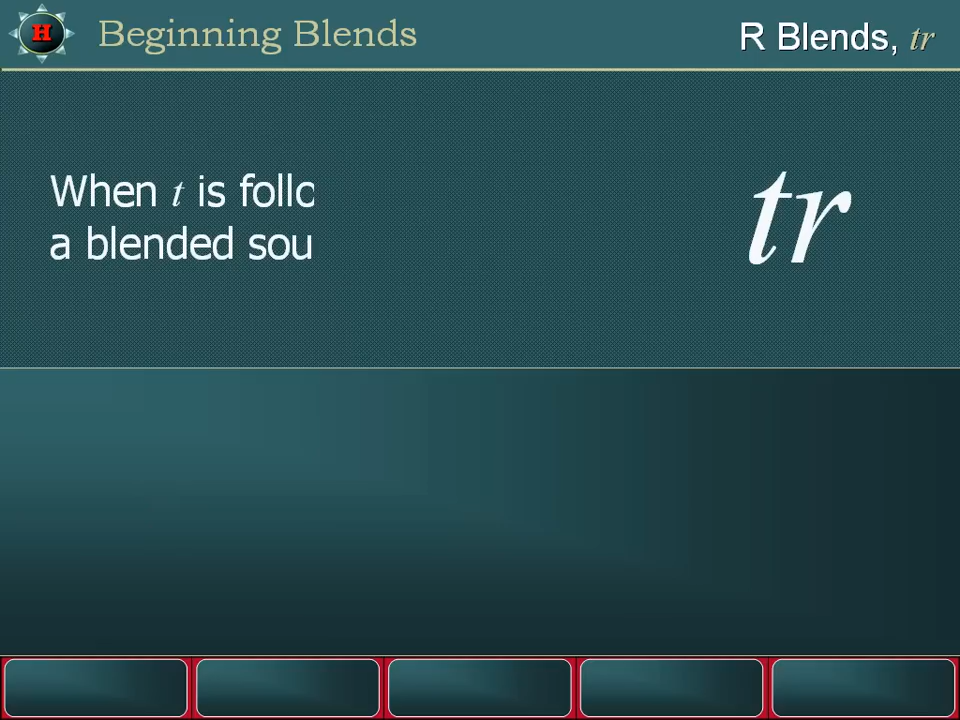 H
Beginning Blends
R Blends, tr
When t is follo
a blended sou
tr